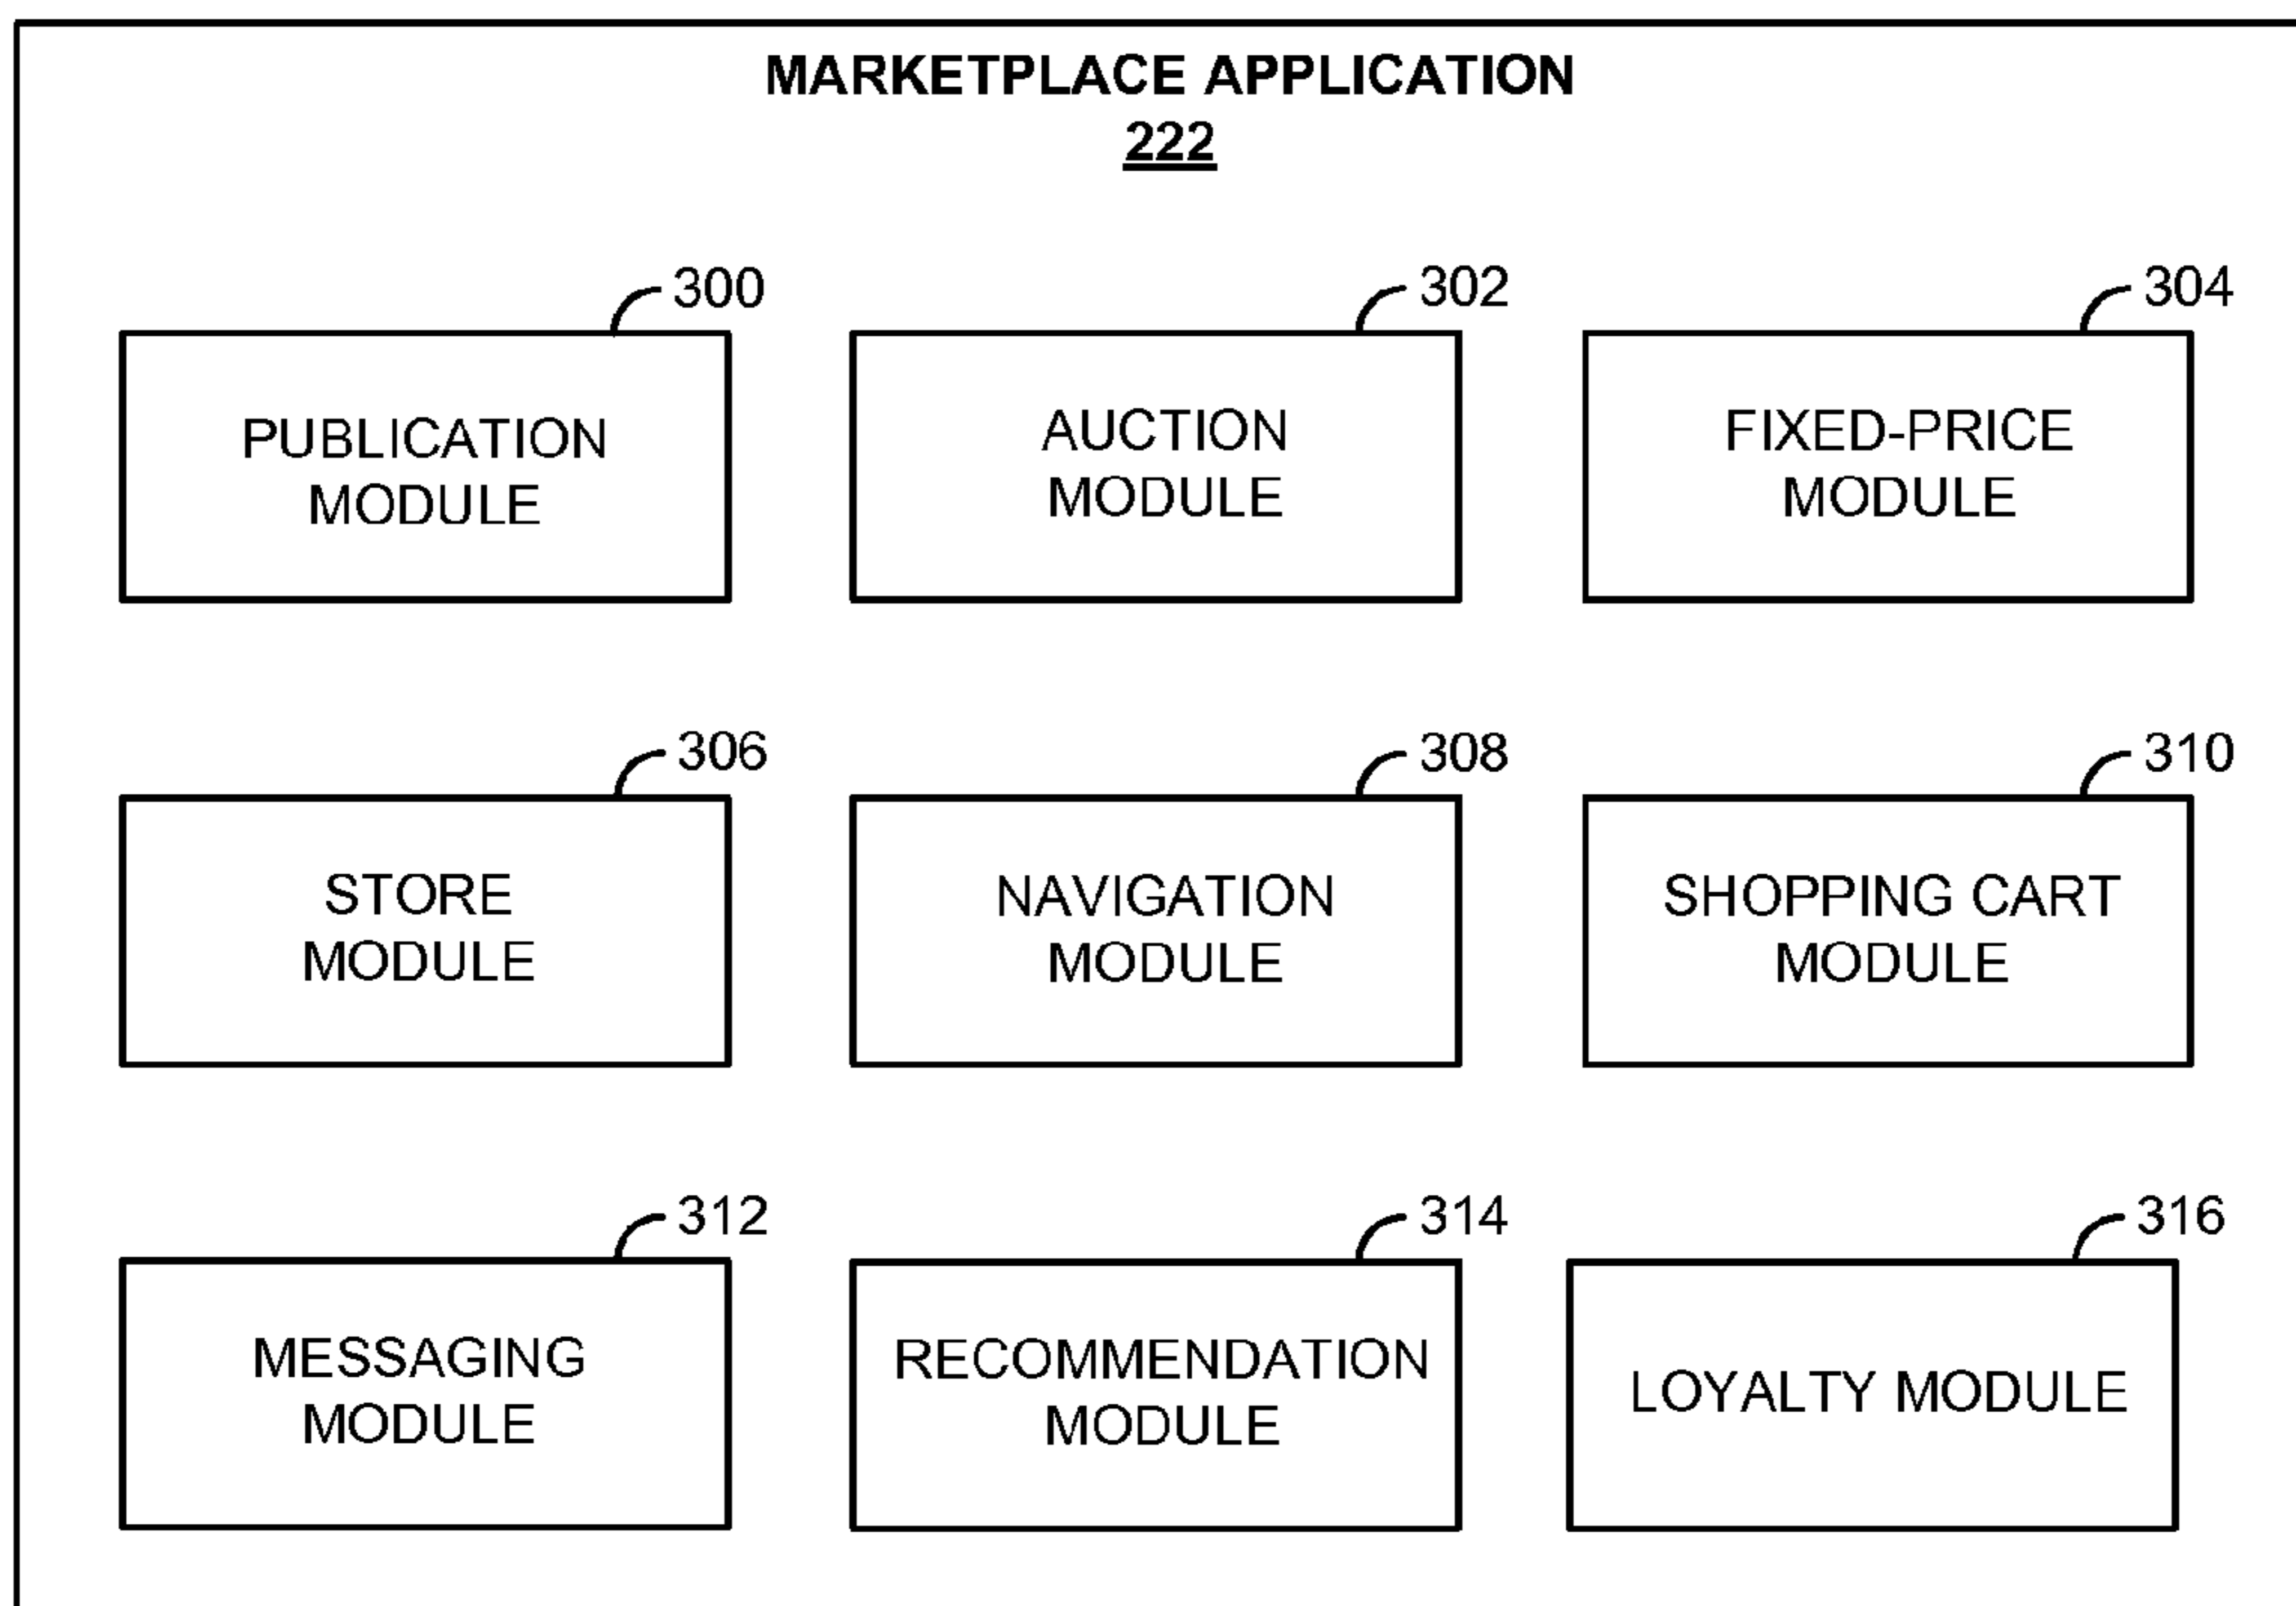 MARKETPLACE APPLICATION
222
300
302
304
PUBLICATION
MODULE
AUCTION
MODULE
FIXED-PRICE
MODULE
306
308
310
STORE
MODULE
NAVIGATION
MODULE
SHOPPING CART
MODULE
312
314
316
MESSAGING
MODULE
RECOMMENDATION
MODULE
LOYALTY MODULE